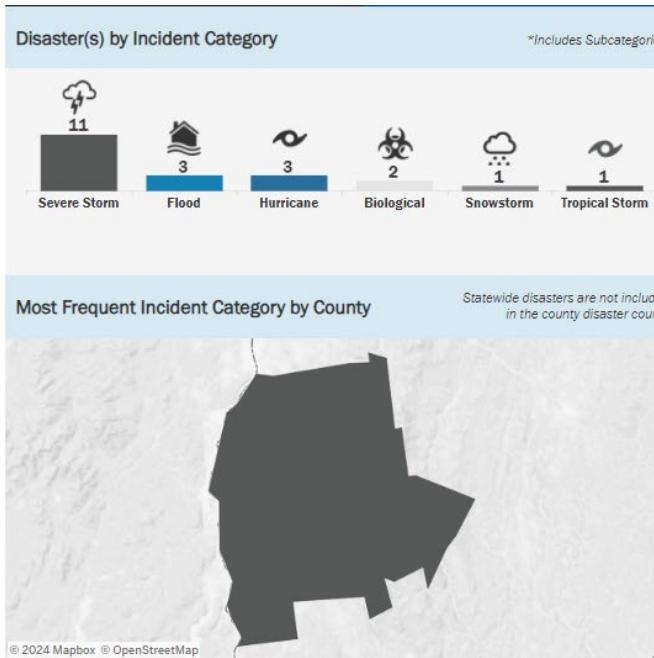 Disaster(s) by Incident Category
*Includes Subcategori
11
3
3
2
1
1
Severe Storm
Flood
Hurricane
Biological
Snowstorm
Tropical Storm
Most Frequent Incident Category by County
Statewide disasters are not includ
in the county disaster cou
© 2024 Mapbox © OpenStreetMap